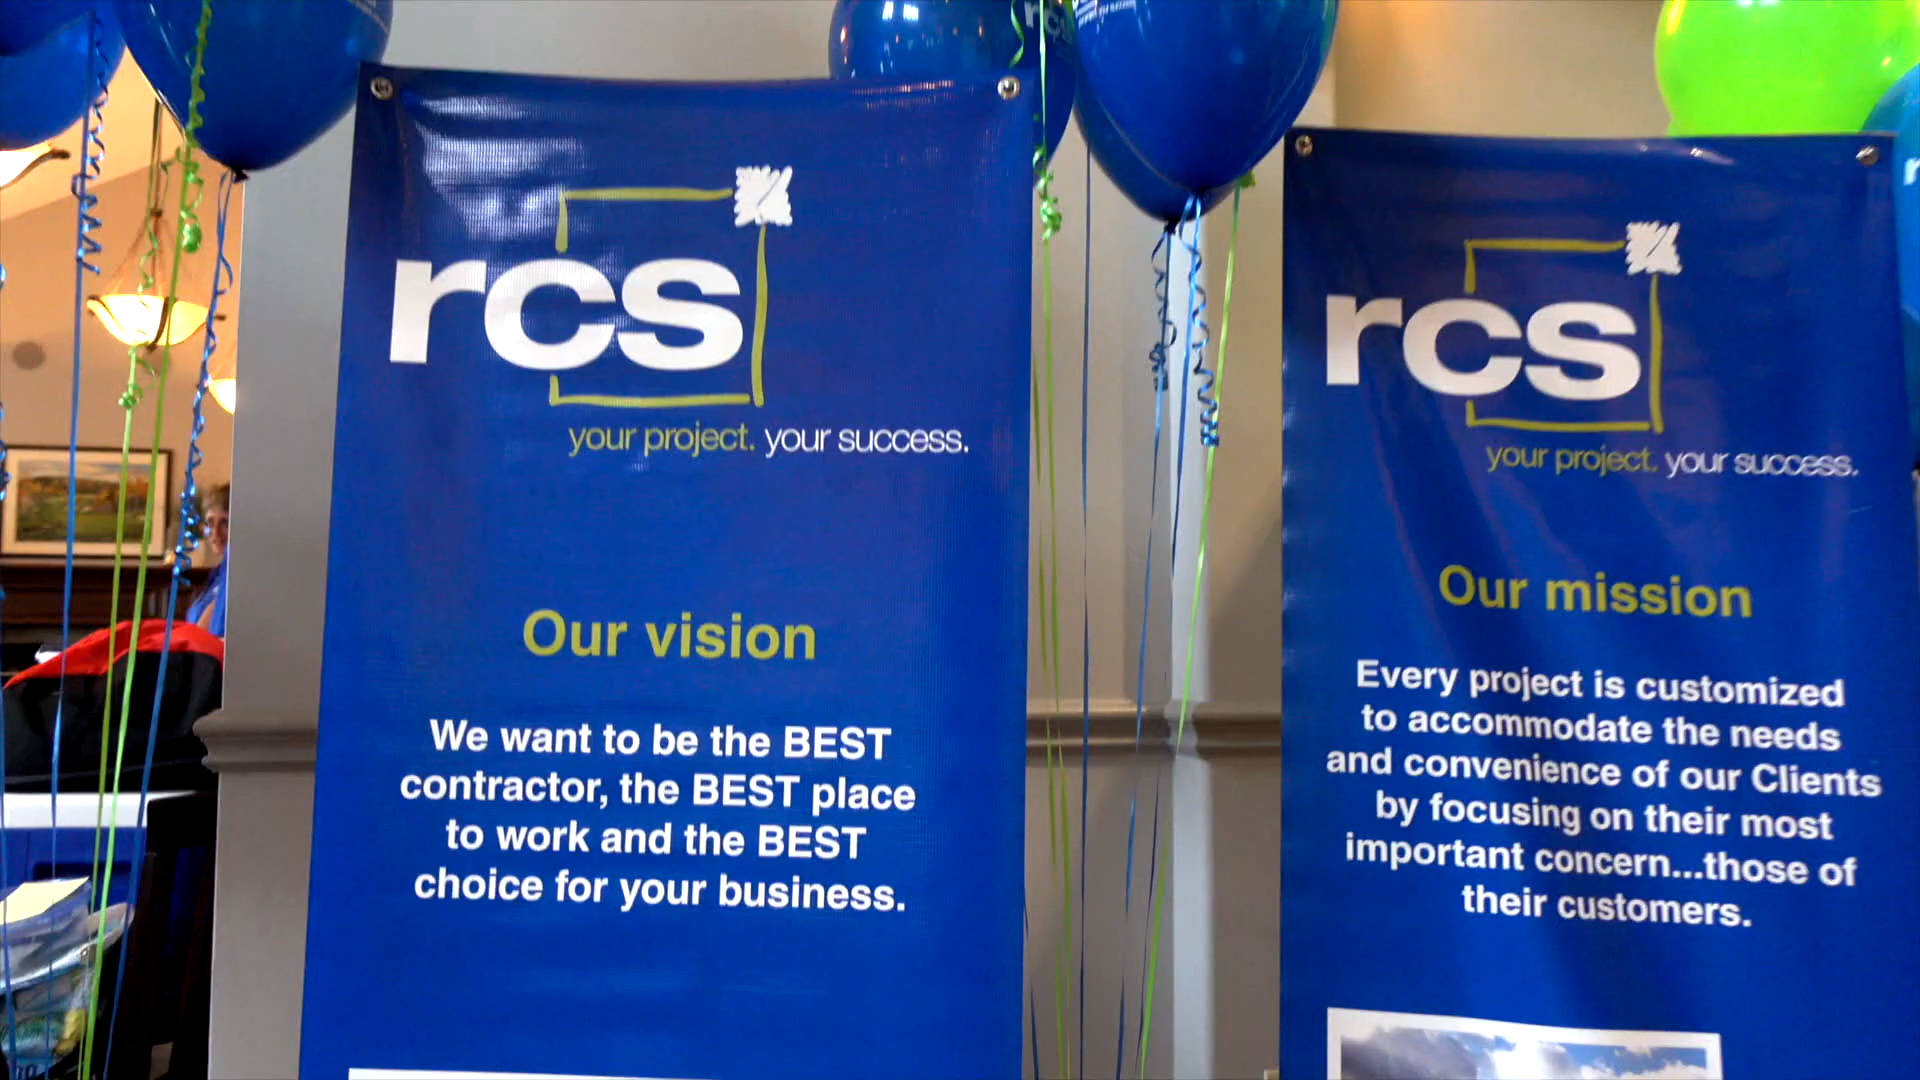 rcs
your project. your success.
Our vision
We want to be the BEST
contractor, the BEST place
to work and the BEST
choice for your business.
rcs
your project. your success.
Our mission
Every project is customized
to accommodate the needs
and convenience of our Clients
by focusing on their most
important concern...those of
their customers.